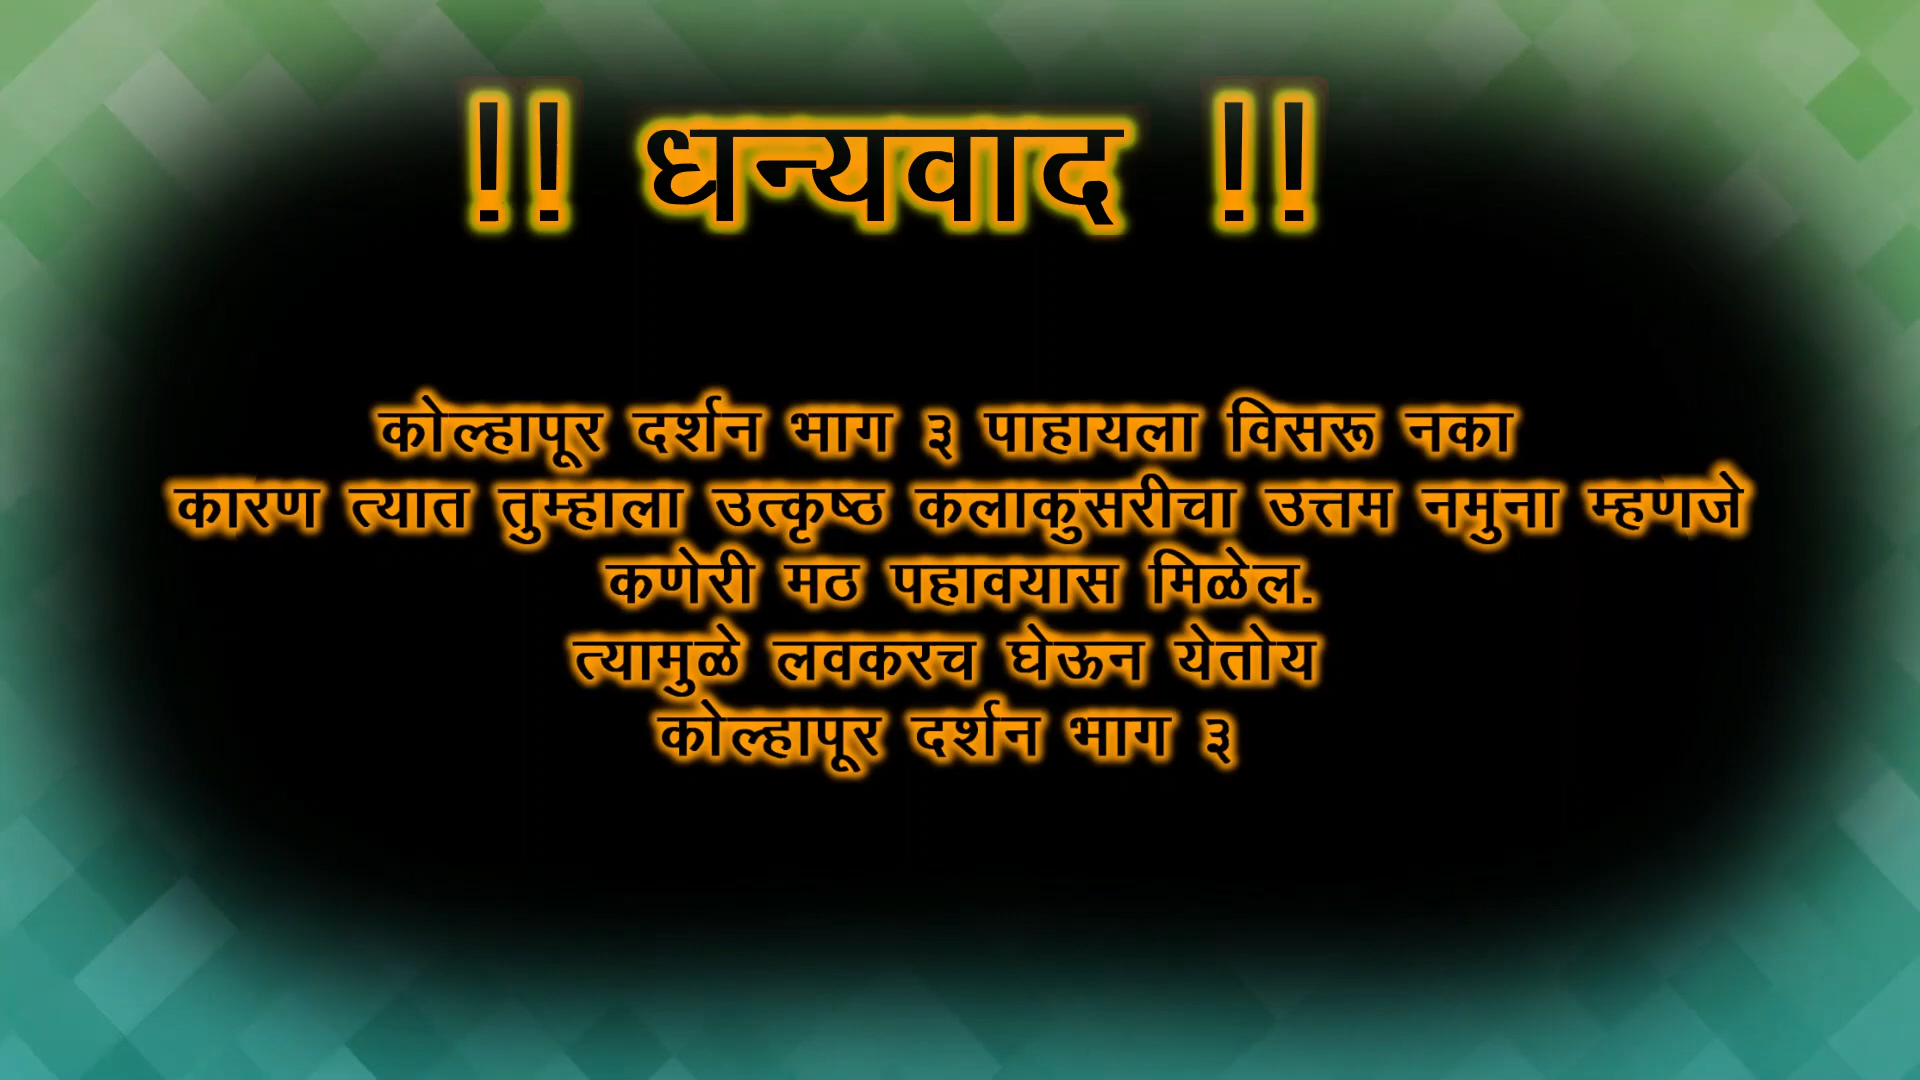 !! धन्यवाद !!
कोल्हापूर दर्शन भाग ३ पाहायला विसरू नका
कारण त्यात तुम्हाला उत्कृष्ठ कलाकुसरीचा उत्तम नमुना म्हणजे
कणेरी मठ पहावयास मिळेल.
त्यामुळे लवकरच घेऊन येतोय
कोल्हापूर दर्शन भाग ३